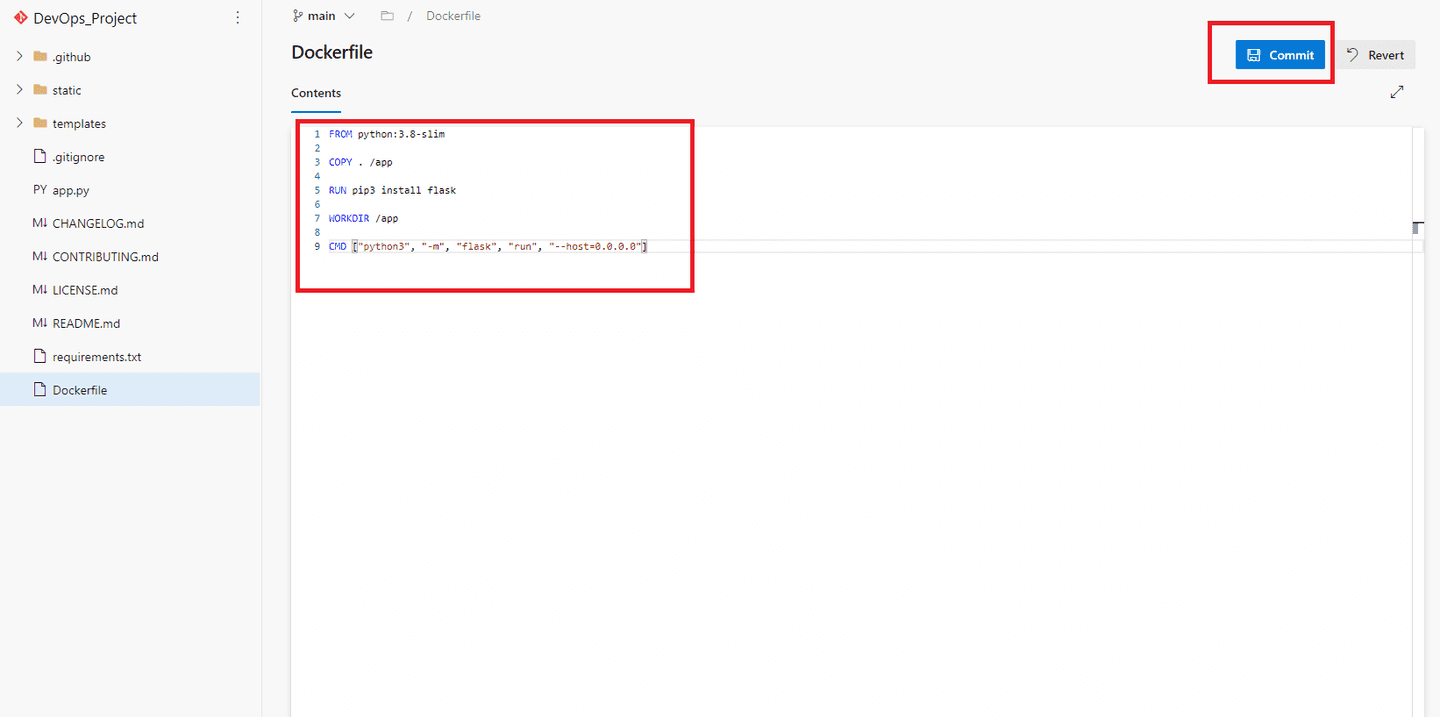 DevOps_Project
.github
static
templates
.gitignore
PY app.py
M↓ CHANGELOG.md
M↓ CONTRIBUTING.md
M↓ LICENSE.md
M↓ README.md
requirements.txt
Dockerfile
main / Dockerfile
Dockerfile
Commit Revert
Contents
1 FROM python:3.8-slim
2
3 COPY . /app
4
5 RUN pip3 install flask
6
7 WORKDIR /app
8
9 CMD ["python3", "-m", "flask", "run", "--host=0.0.0.0"]